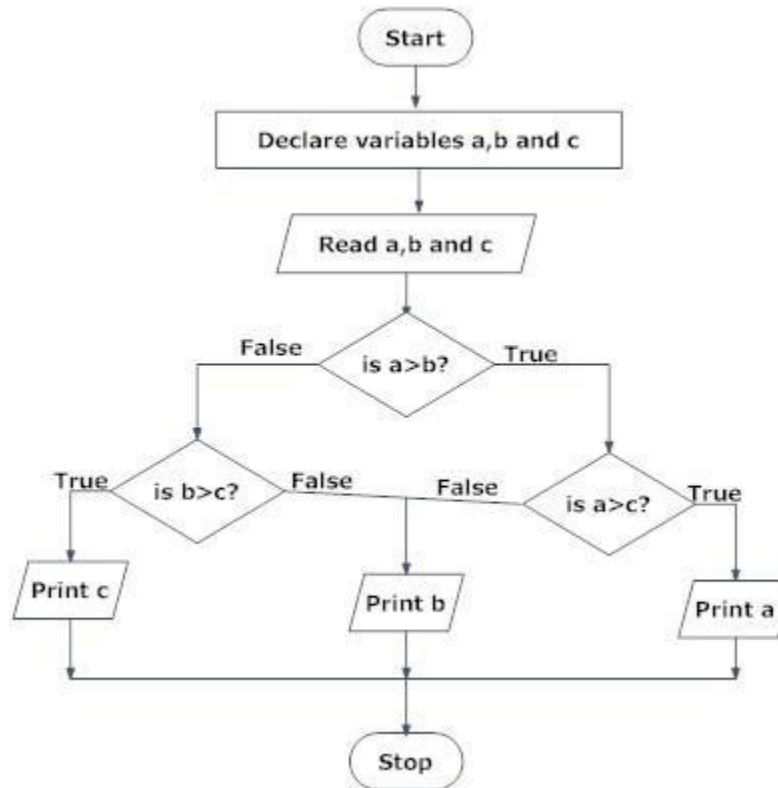 Start
Declare variables a,b and c
Read a,b and c
False
is a>b?
True
True
is b>c?
False
False
is a>c?
True
Print c
Print b
Print a
Stop